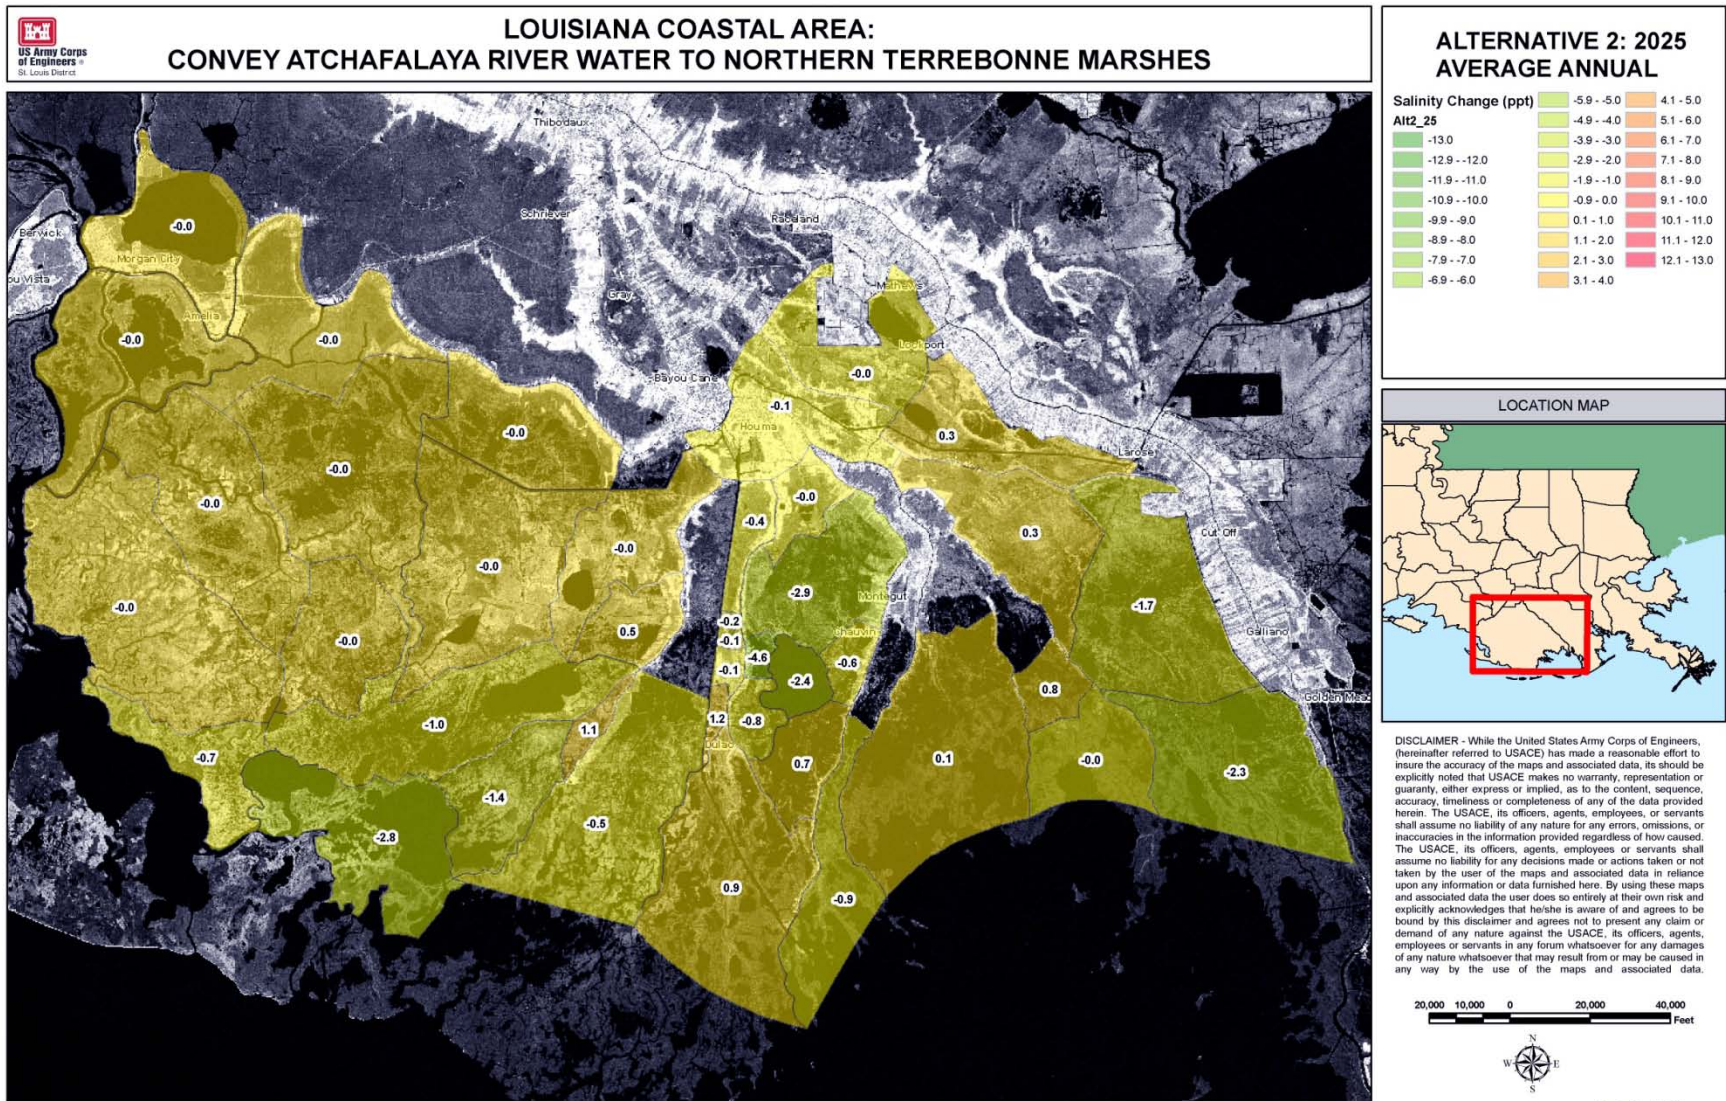 US Army Corps
of Engineers ®
St. Louis District
LOUISIANA COASTAL AREA:
CONVEY ATCHAFALAYA RIVER WATER TO NORTHERN TERREBONNE MARSHES
ALTERNATIVE 2: 2025
AVERAGE ANNUAL
Salinity Change (ppt)
Alt2_25
-13.0
-12.9 - -12.0
-11.9 - -11.0
-10.9 - -10.0
-9.9 - -9.0
-8.9 - -8.0
-7.9 - -7.0
-6.9 - -6.0
-5.9 - -5.0
-4.9 - -4.0
-3.9 - -3.0
-2.9 - -2.0
-1.9 - -1.0
-0.9 - 0.0
0.1 - 1.0
1.1 - 2.0
2.1 - 3.0
3.1 - 4.0
4.1 - 5.0
5.1 - 6.0
6.1 - 7.0
7.1 - 8.0
8.1 - 9.0
9.1 - 10.0
10.1 - 11.0
11.1 - 12.0
12.1 - 13.0
Thibodaux
Schriever
Raceland
-0.0
Berwick
Morgan City
ou Vista
Gray
Mathews
Amelia
-0.0
-0.0
Lockport
-0.0
Bayou Cane
-0.1
Houma
-0.0
0.3
Larose
-0.0
-0.0
-0.0
-0.4
0.3
Cut Off
-0.0
-0.0
-2.9
Montegut
-0.0
-1.7
-0.2
0.5
Chauvin
Galliano
-0.0
-0.1
-4.6
-0.6
-0.1
-2.4
0.8
Golden Mead
-1.0
1.1
1.2
-0.8
Dulac
-0.7
0.7
0.1
-0.0
-2.3
-1.4
-0.5
-2.8
0.9
-0.9
LOCATION MAP
DISCLAIMER - While the United States Army Corps of Engineers,
(hereinafter referred to USACE) has made a reasonable effort to
insure the accuracy of the maps and associated data, its should be
explicitly noted that USACE makes no warranty, representation or
guaranty, either express or implied, as to the content, sequence,
accuracy, timeliness or completeness of any of the data provided
herein. The USACE, its officers, agents, employees, or servants
shall assume no liability of any nature for any errors, omissions, or
inaccuracies in the information provided regardless of how caused.
The USACE, its officers, agents, employees or servants shall
assume no liability for any decisions made or actions taken or not
taken by the user of the maps and associated data in reliance
upon any information or data furnished here. By using these maps
and associated data the user does so entirely at their own risk and
explicitly acknowledges that he/she is aware of and agrees to be
bound by this disclaimer and agrees not to present any claim or
demand of any nature against the USACE, its officers, agents,
employees or servants in any forum whatsoever for any damages
of any nature whatsoever that may result from or may be caused in
any way by the use of the maps and associated data.
20,000 10,000 0 20,000 40,000
Feet
N
W E
S